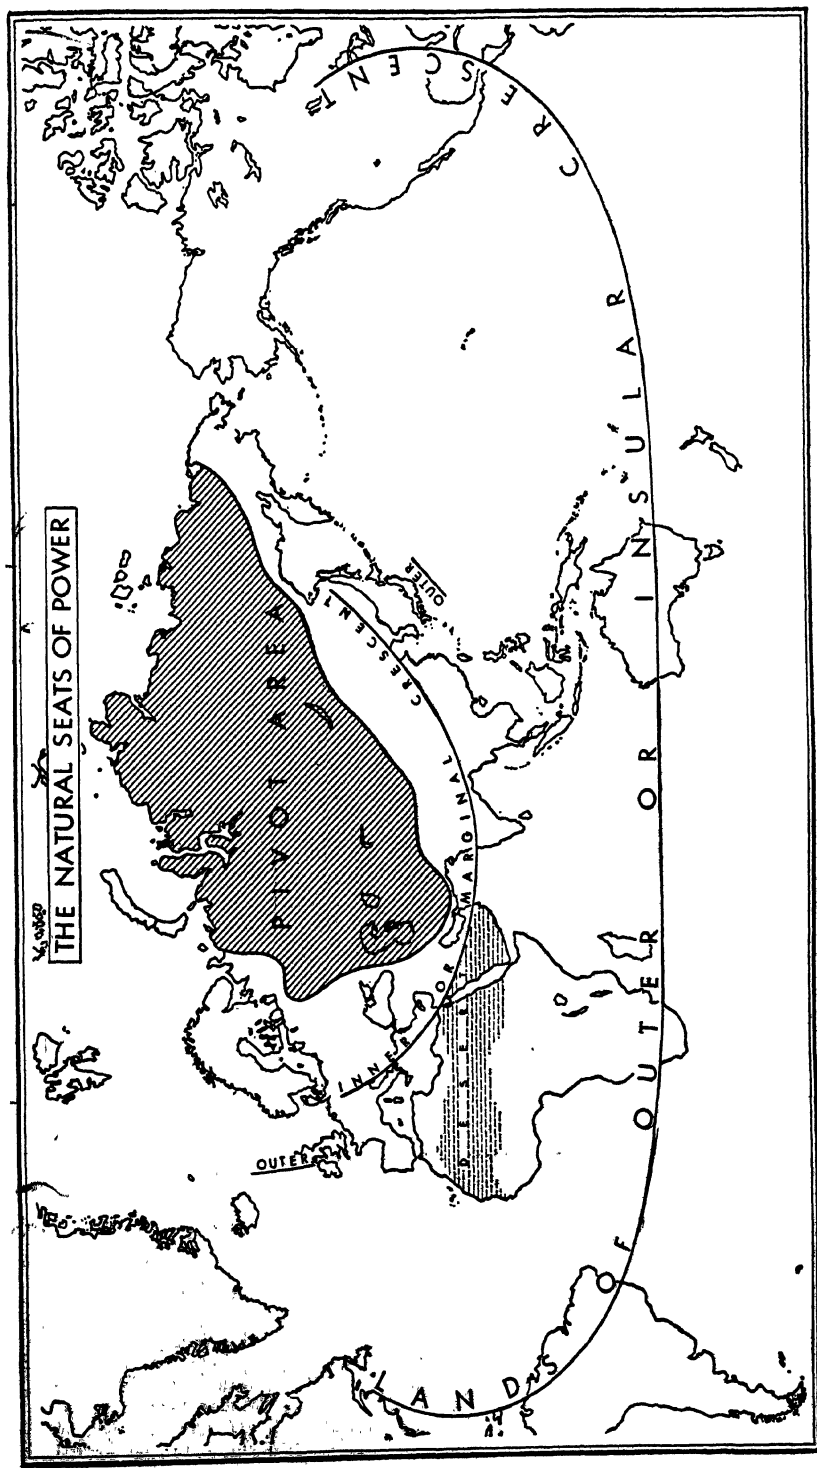 THE NATURAL SEATS OF POWER
PIVOT AREA
OUTER
INNER OR MARGINAL CRESCENT
OUTER
DESERT
LANDS OF OUTER OR INSULAR CRESCENT